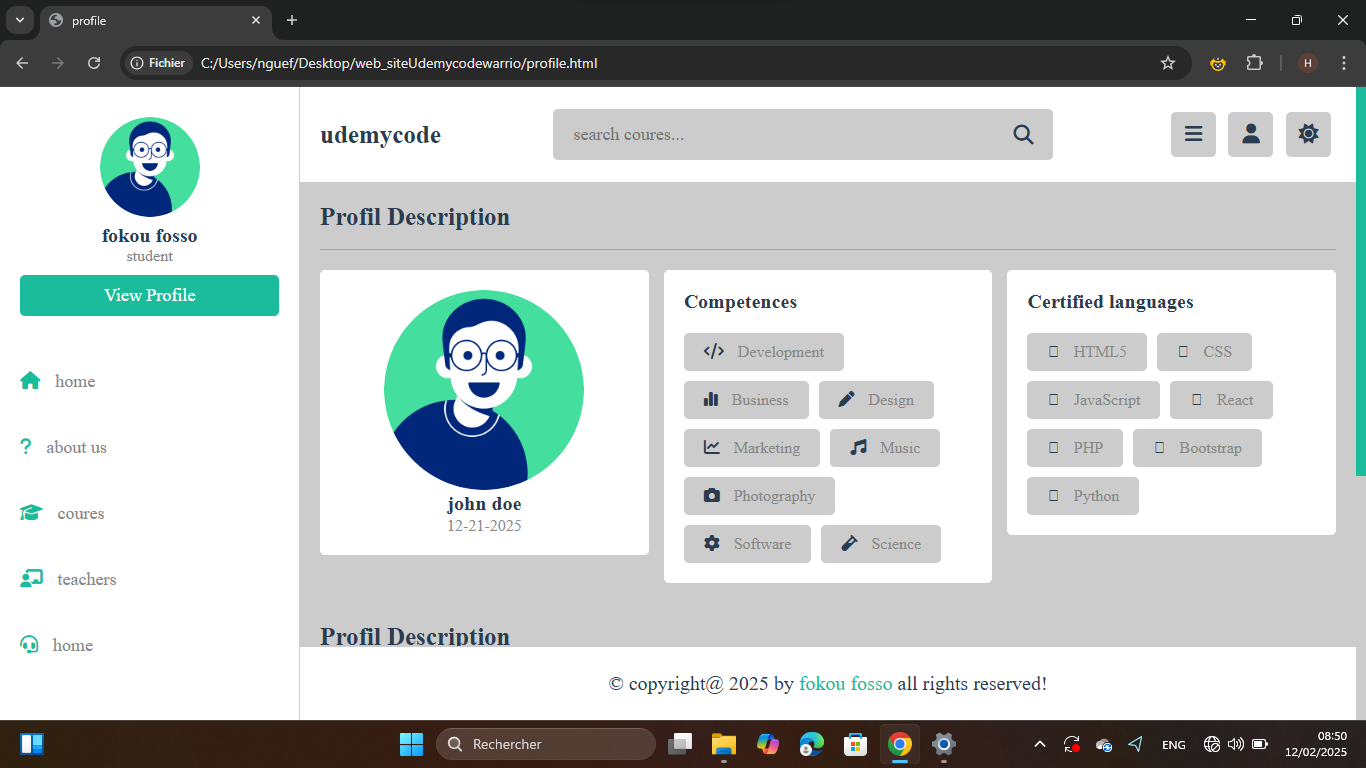 profile
Fichier
C:/Users/nguef/Desktop/web_siteUdemycodewarrio/profile.html
H
fokou fosso
student
View Profile
home
about us
coures
teachers
home
udemycode
search coures...
Profil Description
john doe
12-21-2025
Competences
Development
Business
Design
Marketing
Music
Photography
Software
Science
Certified languages
HTML5
CSS
JavaScript
React
PHP
Bootstrap
Python
Profil Description
© copyright@ 2025 by fokou fosso all rights reserved!
Rechercher
ENG
08:50
12/02/2025